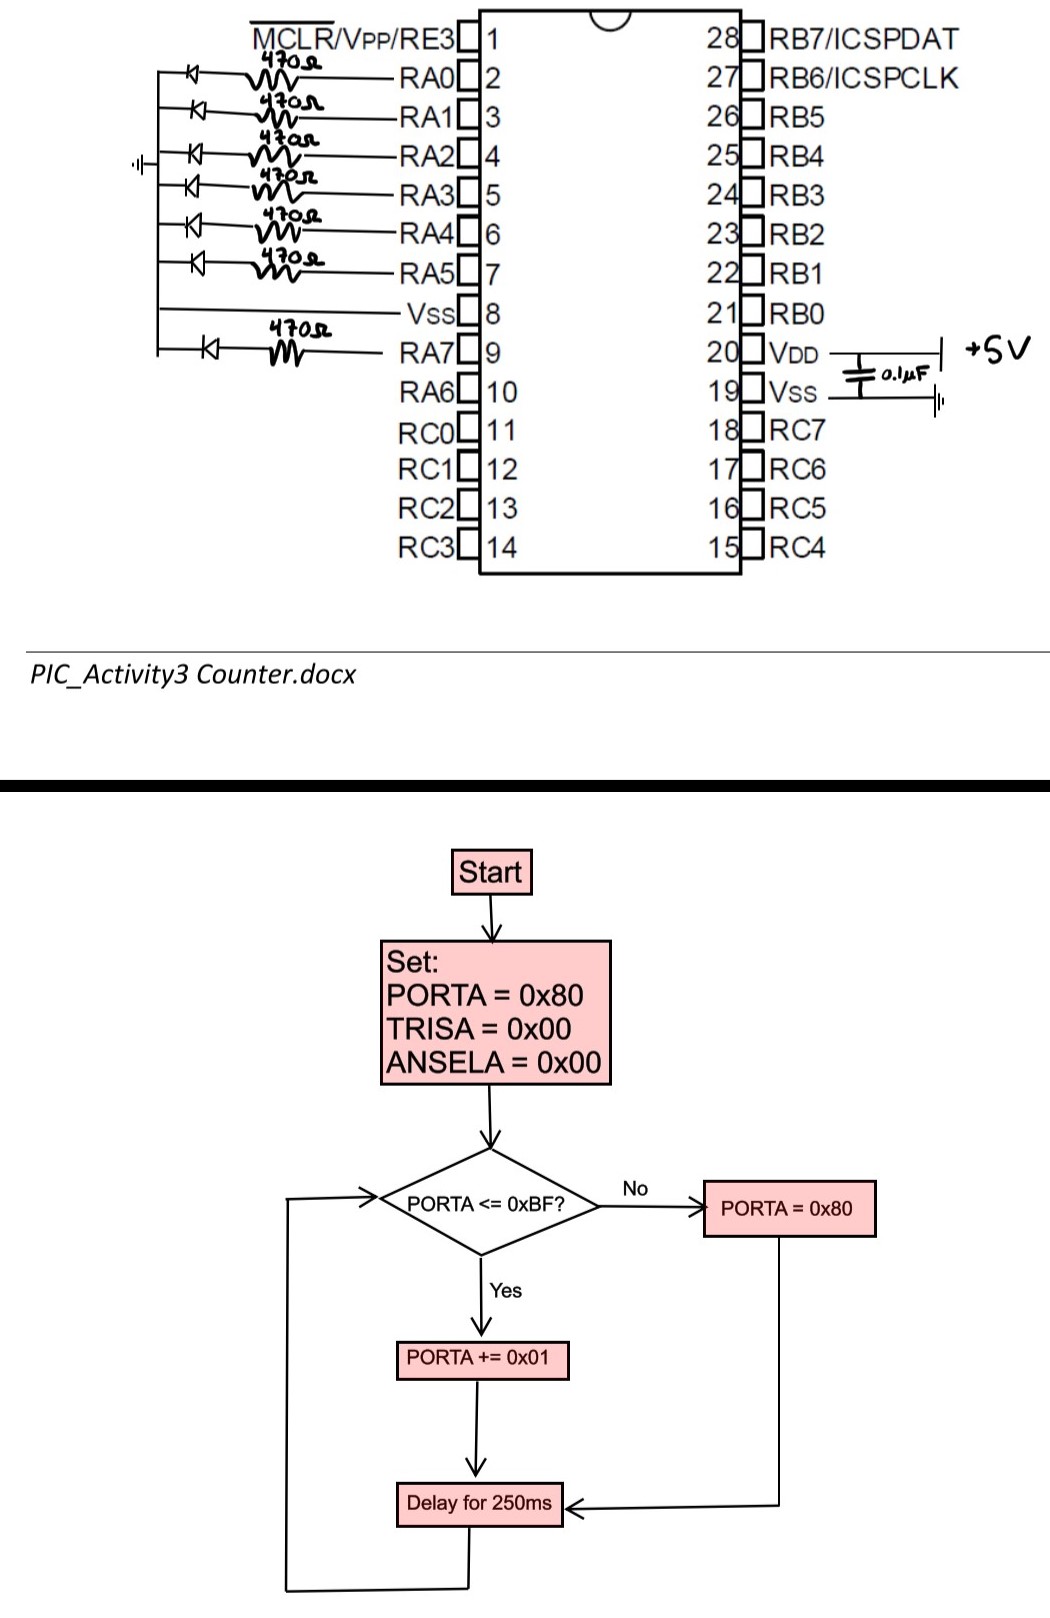 MCLR/VPP/RE3 1 28 RB7/ICSPDAT
470Ω RA0 2 27 RB6/ICSPCLK
470Ω RA1 3 26 RB5
470Ω RA2 4 25 RB4
470Ω RA3 5 24 RB3
470Ω RA4 6 23 RB2
470Ω RA5 7 22 RB1
Vss 8 21 RB0
470Ω RA7 9 20 VDD +5V
RA6 10 19 Vss 0.1µF
RC0 11 18 RC7
RC1 12 17 RC6
RC2 13 16 RC5
RC3 14 15 RC4
PIC_Activity3 Counter.docx
Start
Set:
PORTA = 0x80
TRISA = 0x00
ANSELA = 0x00
PORTA <= 0xBF?
No
PORTA = 0x80
Yes
PORTA += 0x01
Delay for 250ms